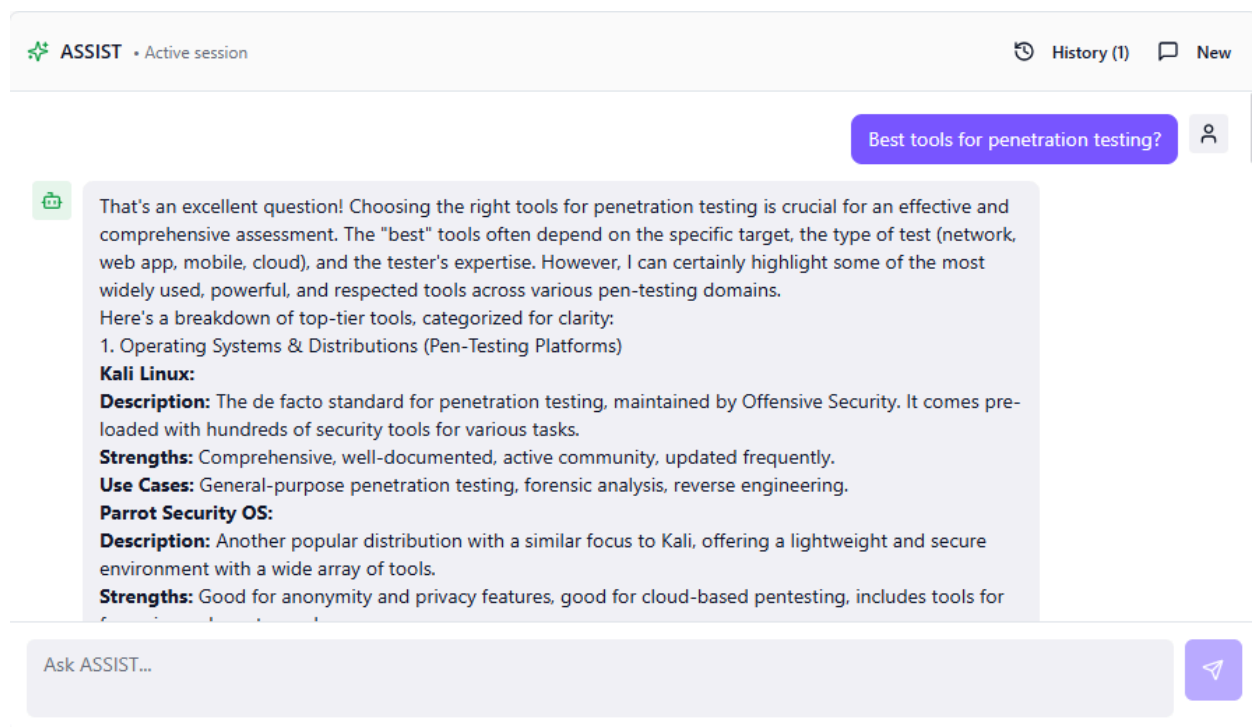 ASSIST • Active session
History (1)
New
Best tools for penetration testing?
That's an excellent question! Choosing the right tools for penetration testing is crucial for an effective and
comprehensive assessment. The "best" tools often depend on the specific target, the type of test (network,
web app, mobile, cloud), and the tester's expertise. However, I can certainly highlight some of the most
widely used, powerful, and respected tools across various pen-testing domains.
Here's a breakdown of top-tier tools, categorized for clarity:
1. Operating Systems & Distributions (Pen-Testing Platforms)
Kali Linux:
Description: The de facto standard for penetration testing, maintained by Offensive Security. It comes pre-
loaded with hundreds of security tools for various tasks.
Strengths: Comprehensive, well-documented, active community, updated frequently.
Use Cases: General-purpose penetration testing, forensic analysis, reverse engineering.
Parrot Security OS:
Description: Another popular distribution with a similar focus to Kali, offering a lightweight and secure
environment with a wide array of tools.
Strengths: Good for anonymity and privacy features, good for cloud-based pentesting, includes tools for
Ask ASSIST...